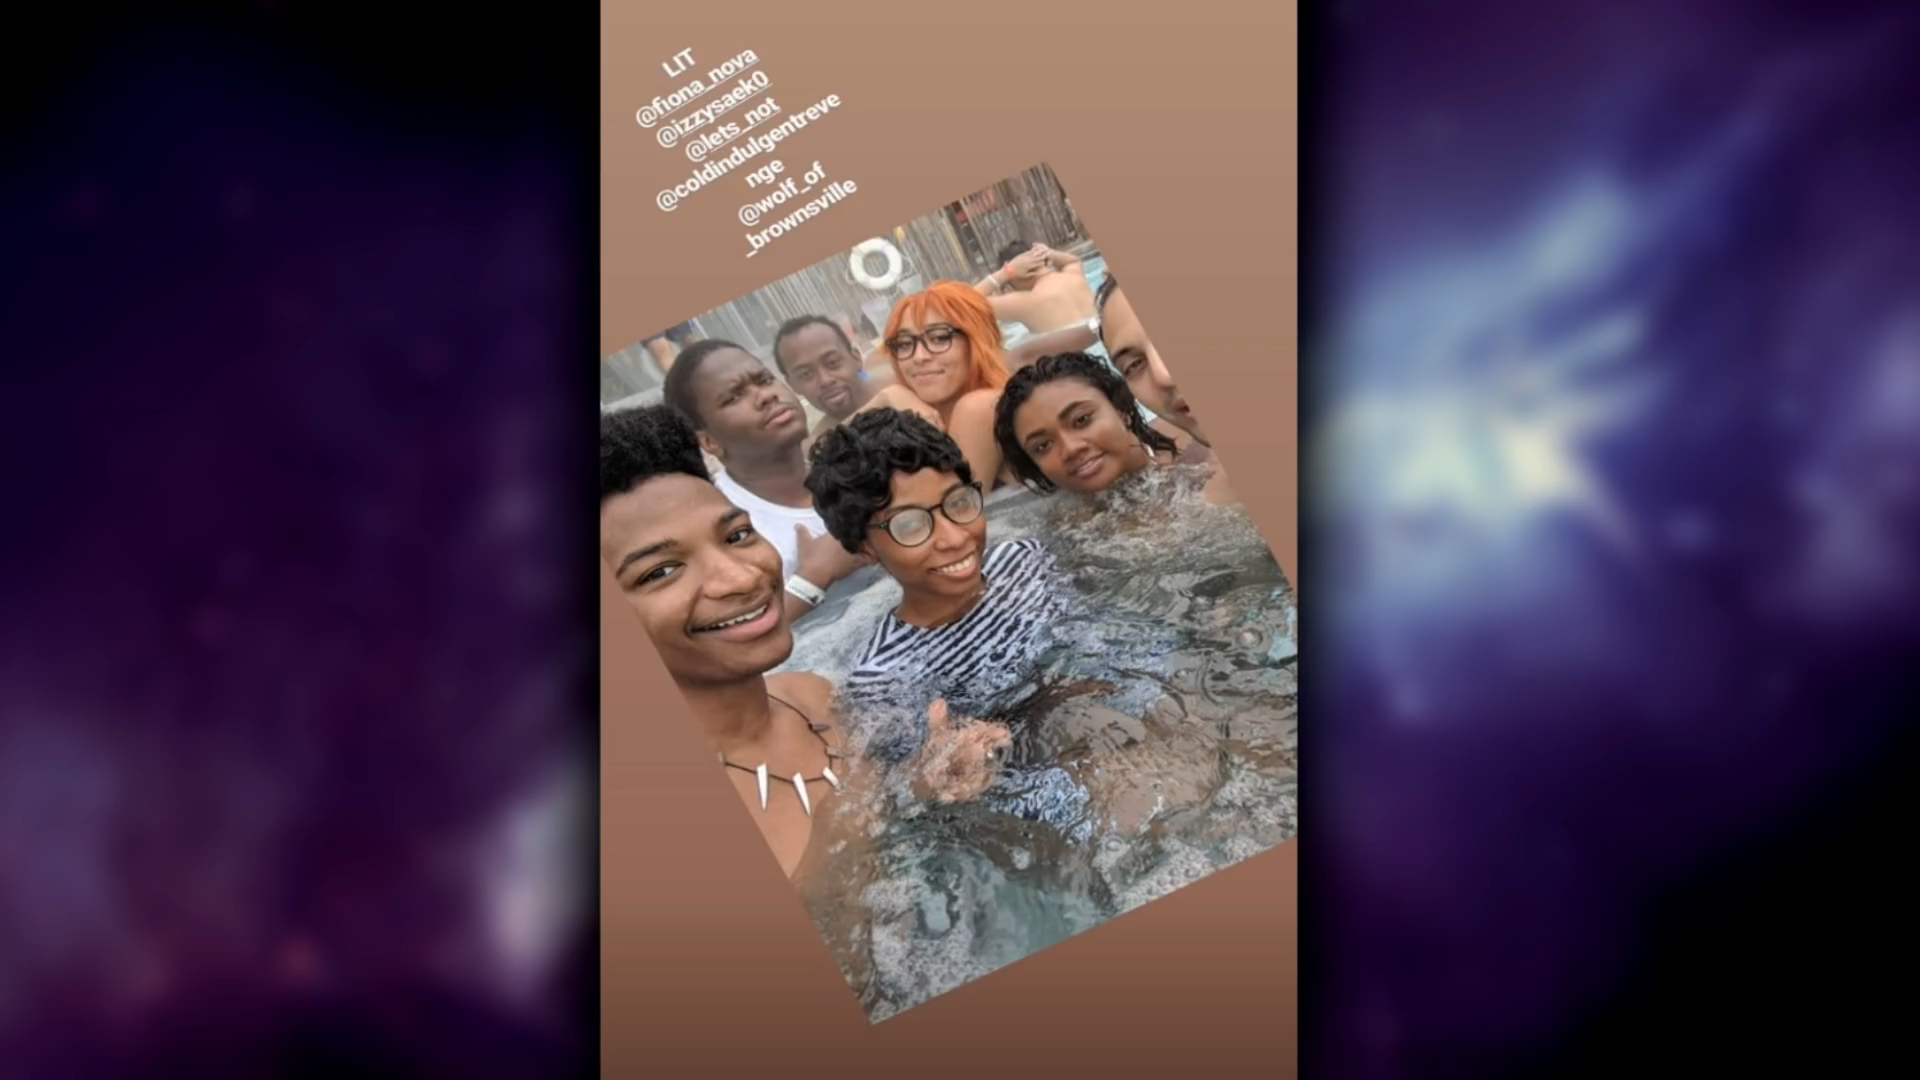 LIT
@fiona_nova
@izzysaek0
@lets_not
@coldindulgentreve
nge
@wolf_of
_brownsville